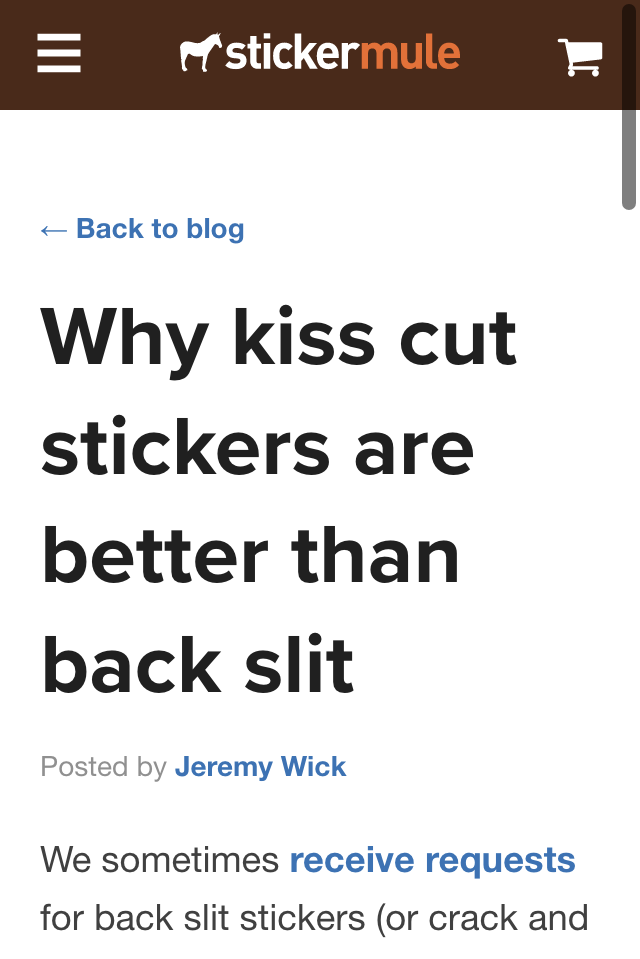 stickermule
← Back to blog
Why kiss cut
stickers are
better than
back slit
Posted by Jeremy Wick
We sometimes receive requests
for back slit stickers (or crack and